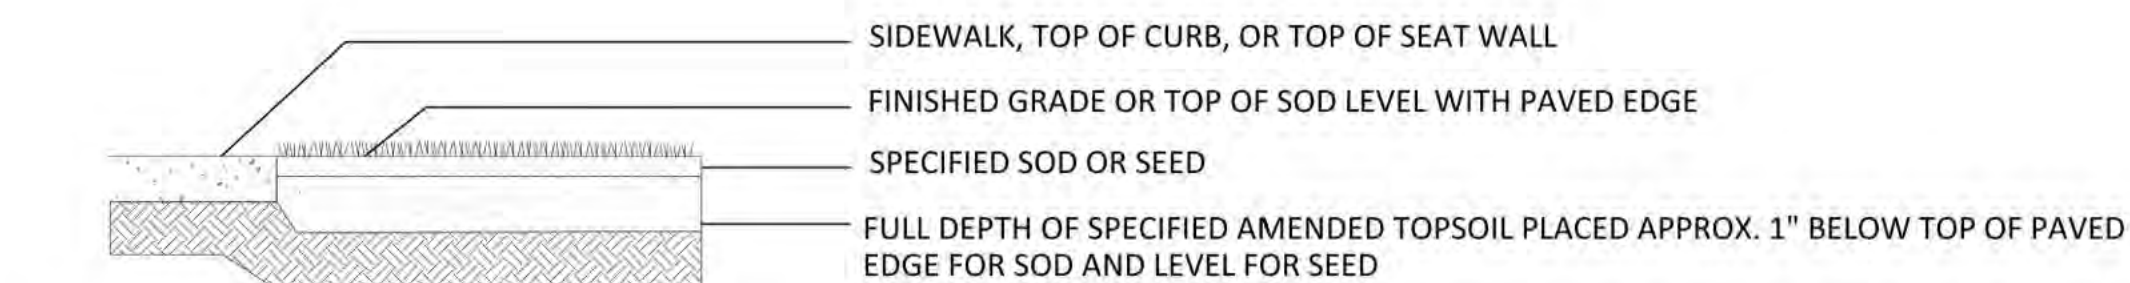 SIDEWALK, TOP OF CURB, OR TOP OF SEAT WALL
FINISHED GRADE OR TOP OF SOD LEVEL WITH PAVED EDGE
SPECIFIED SOD OR SEED
FULL DEPTH OF SPECIFIED AMENDED TOPSOIL PLACED APPROX. 1" BELOW TOP OF PAVED
EDGE FOR SOD AND LEVEL FOR SEED